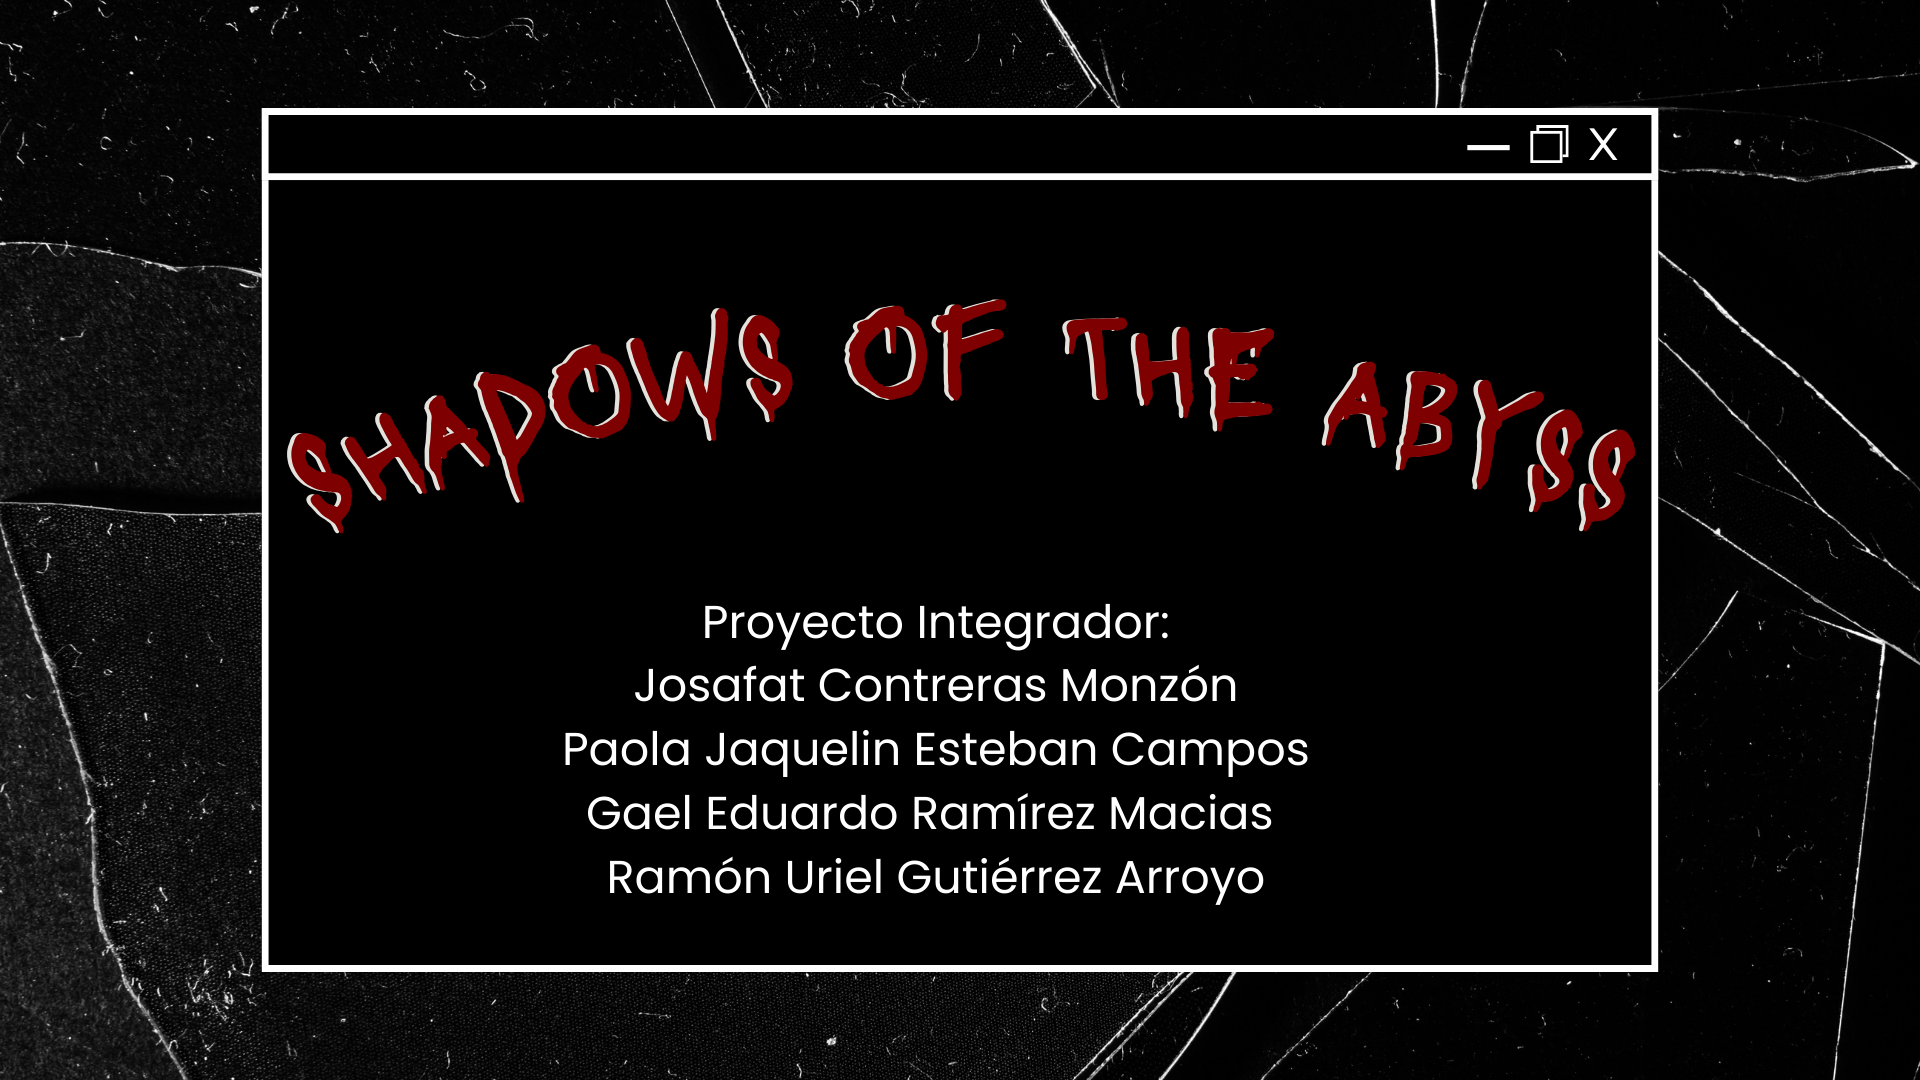 SHADOWS OF THE ABYSS
Proyecto Integrador:
Josafat Contreras Monzón
Paola Jaquelin Esteban Campos
Gael Eduardo Ramírez Macias
Ramón Uriel Gutiérrez Arroyo